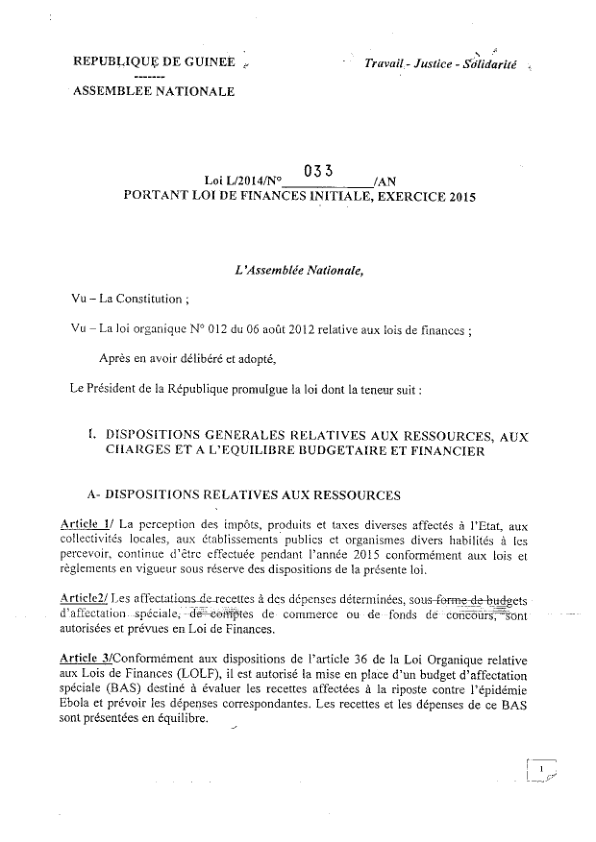 REPUBLIQUE DE GUINEE
Travail - Justice - Solidarité
-------
ASSEMBLEE NATIONALE
033
Loi L/2014/N°______________/AN
PORTANT LOI DE FINANCES INITIALE, EXERCICE 2015
L'Assemblée Nationale,
Vu – La Constitution ;
Vu – La loi organique N° 012 du 06 août 2012 relative aux lois de finances ;
Après en avoir délibéré et adopté,
Le Président de la République promulgue la loi dont la teneur suit :
I. DISPOSITIONS GENERALES RELATIVES AUX RESSOURCES, AUX
CHARGES ET A L'EQUILIBRE BUDGETAIRE ET FINANCIER
A- DISPOSITIONS RELATIVES AUX RESSOURCES
Article 1/ La perception des impôts, produits et taxes diverses affectés à l'Etat, aux
collectivités locales, aux établissements publics et organismes divers habilités à les
percevoir, continue d'être effectuée pendant l'année 2015 conformément aux lois et
règlements en vigueur sous réserve des dispositions de la présente loi.
Article2/ Les affectations de recettes à des dépenses déterminées, sous forme de budgets
d'affectation spéciale, de comptes de commerce ou de fonds de concours, sont
autorisées et prévues en Loi de Finances.
Article 3/Conformément aux dispositions de l'article 36 de la Loi Organique relative
aux Lois de Finances (LOLF), il est autorisé la mise en place d'un budget d'affectation
spéciale (BAS) destiné à évaluer les recettes affectées à la riposte contre l'épidémie
Ebola et prévoir les dépenses correspondantes. Les recettes et les dépenses de ce BAS
sont présentées en équilibre.
1